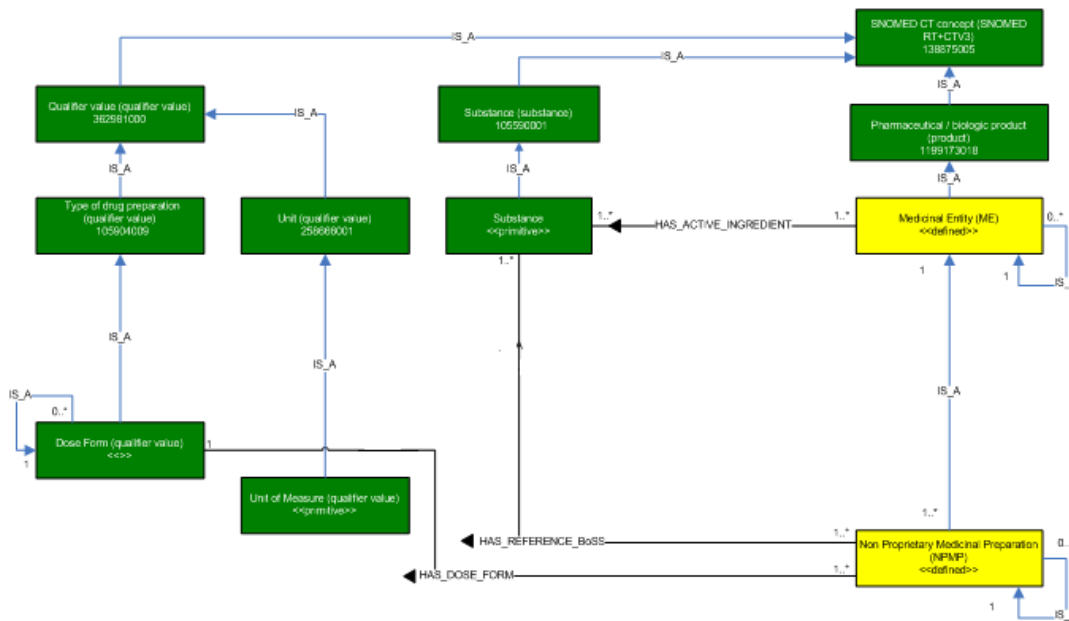 SNOMED CT concept (SNOMED
RT+CTV3)
138875005
IS_A
IS_A
IS_A
Qualifier value (qualifier value)
362981000
Substance (substance)
105590001
Pharmaceutical / biologic product
(product)
1199173018
IS_A
IS_A
IS_A
IS_A
Type of drug preparation
(qualifier value)
105904009
Unit (qualifier value)
258666001
Substance
<<primitive>>
1..*
HAS_ACTIVE_INGREDIENT
1..*
Medicinal Entity (ME)
<<defined>>
0..*
1..*
1
1
IS_
IS_A
IS_A
IS_A
IS_A
0..*
Dose Form (qualifier value)
<<>>
1
1
Unit of Measure (qualifier value)
<<primitive>>
1..*
HAS_REFERENCE_BoSS
1..*
HAS_DOSE_FORM
1..*
Non Proprietary Medicinal Preparation
(NPMP)
<<defined>>
0..
1
IS_